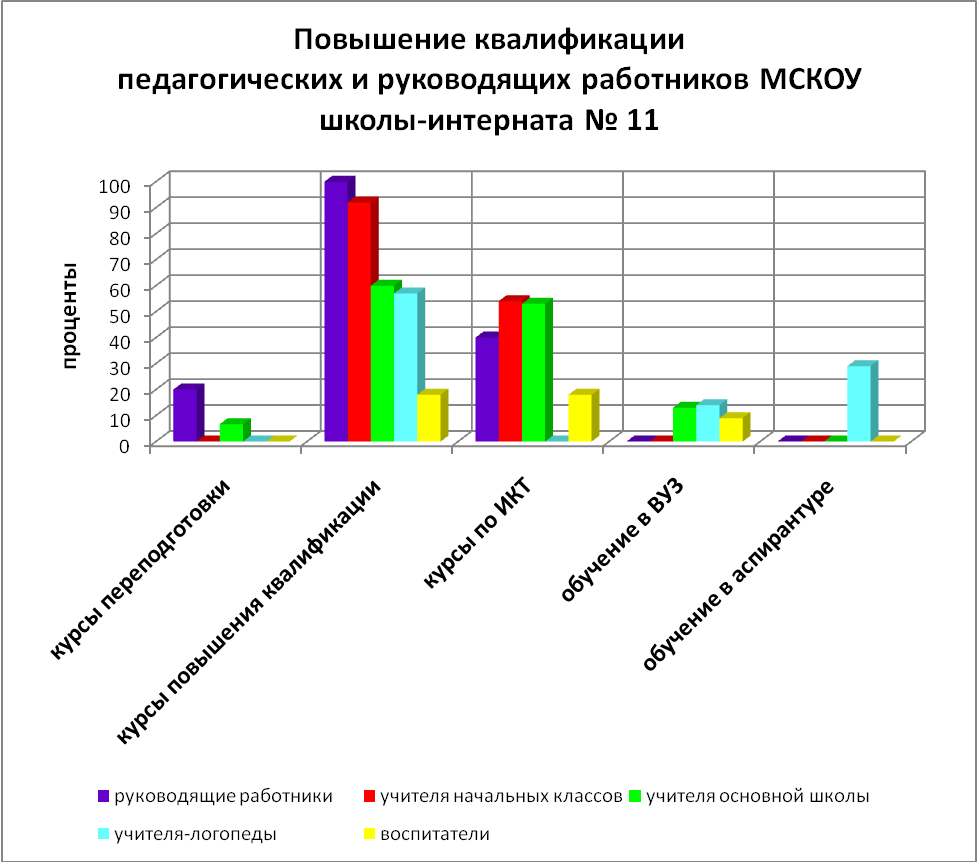 Повышение квалификации
педагогических и руководящих работников МСКОУ
школы-интерната № 11
проценты
100
90
80
70
60
50
40
30
20
10
0
курсы переподготовки
курсы повышения квалификации
курсы по ИКТ
обучение в ВУЗ
обучение в аспирантуре
руководящие работники
учителя начальных классов
учителя основной школы
учителя-логопеды
воспитатели